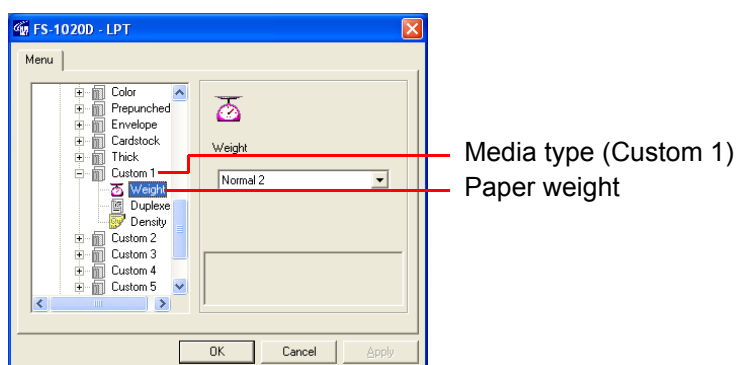 FS-1020D - LPT
Menu
Color
Prepunched
Envelope
Cardstock
Thick
Custom 1
Weight
Duplexe
Density
Custom 2
Custom 3
Custom 4
Custom 5
Weight
Normal 2
OK Cancel Apply
Media type (Custom 1)
Paper weight